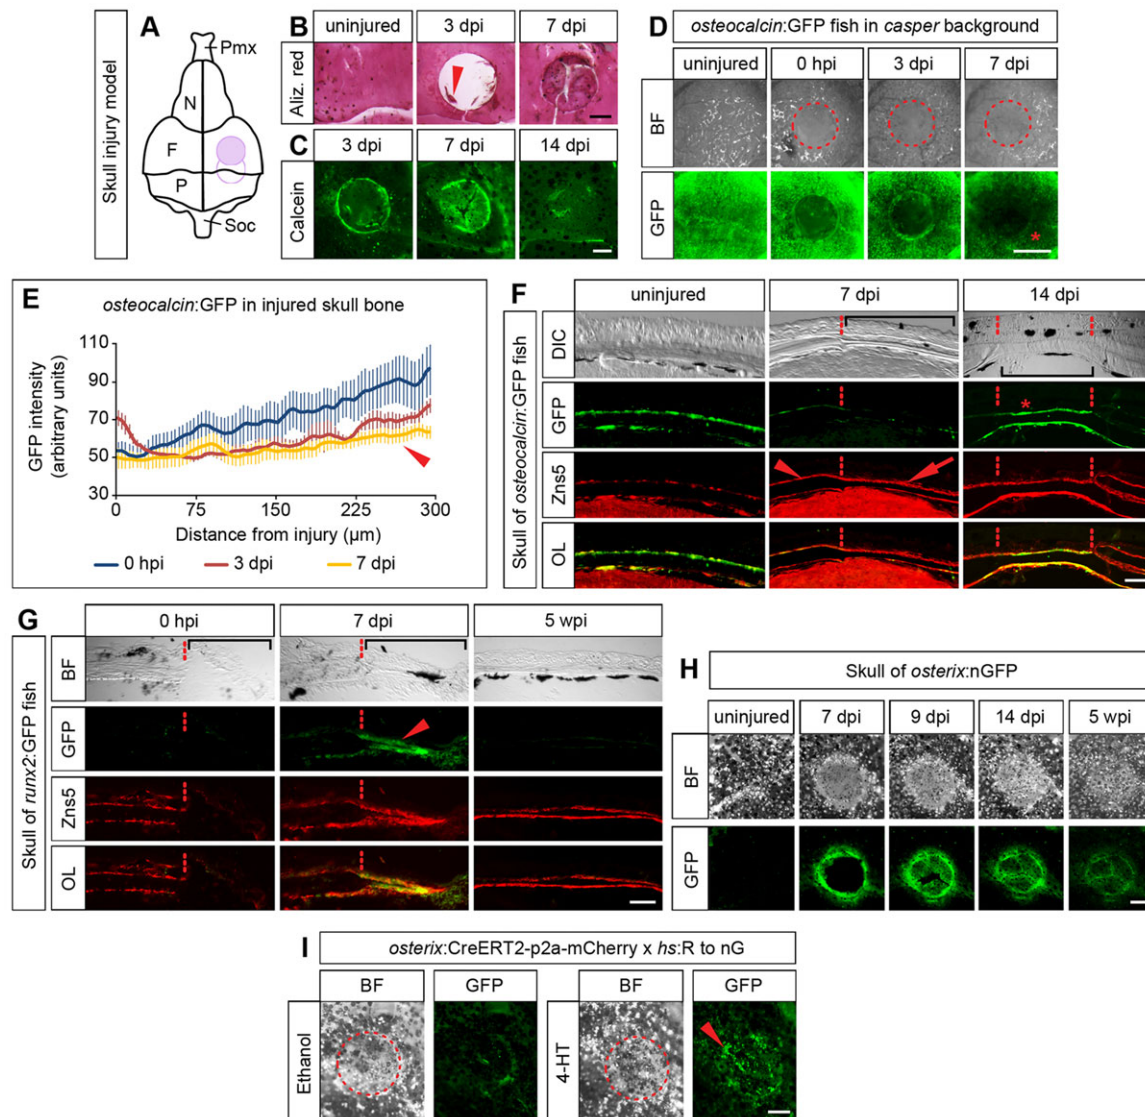 A
Skull injury model
Pmx
N
F
P
Soc
B
uninjured
3 dpi
7 dpi
Aliz. red
C
3 dpi
7 dpi
14 dpi
Calcein
D
osteocalcin:GFP fish in casper background
uninjured
0 hpi
3 dpi
7 dpi
BF
GFP
*
E
osteocalcin:GFP in injured skull bone
GFP intensity
(arbitrary units)
110
90
70
50
30
0
75
150
225
300
Distance from injury (µm)
0 hpi
3 dpi
7 dpi
F
uninjured
7 dpi
14 dpi
Skull of osteocalcin:GFP fish
DIC
GFP
*
Zns5
OL
G
0 hpi
7 dpi
5 wpi
Skull of runx2:GFP fish
BF
GFP
Zns5
OL
H
Skull of osterix:nGFP
uninjured
7 dpi
9 dpi
14 dpi
5 wpi
BF
GFP
I
osterix:CreERT2-p2a-mCherry x hs:R to nG
BF
GFP
BF
GFP
Ethanol
4-HT